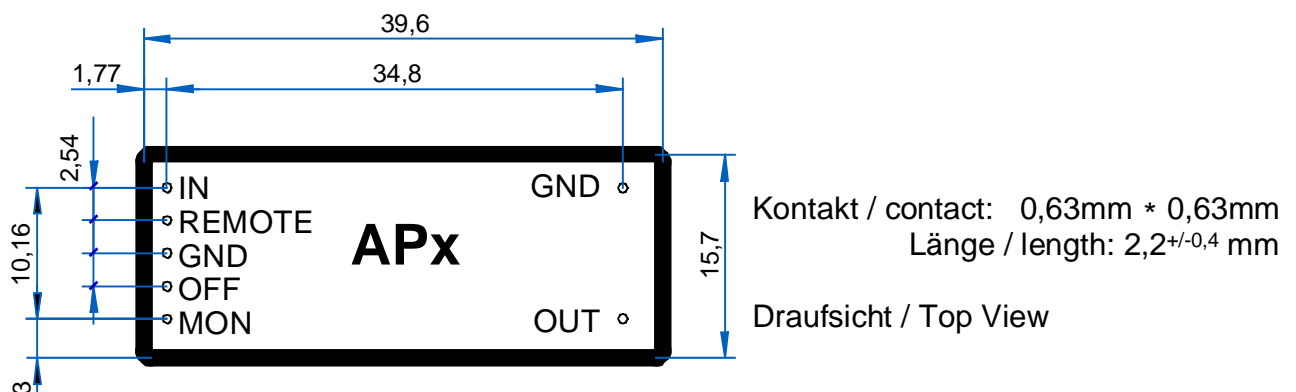 39,6
1,77
34,8
2,54
IN
GND
REMOTE
APx
GND
OFF
MON
OUT
10,16
15,7
Kontakt / contact: 0,63mm * 0,63mm
Länge / length: 2,2+/-0,4 mm
Draufsicht / Top View